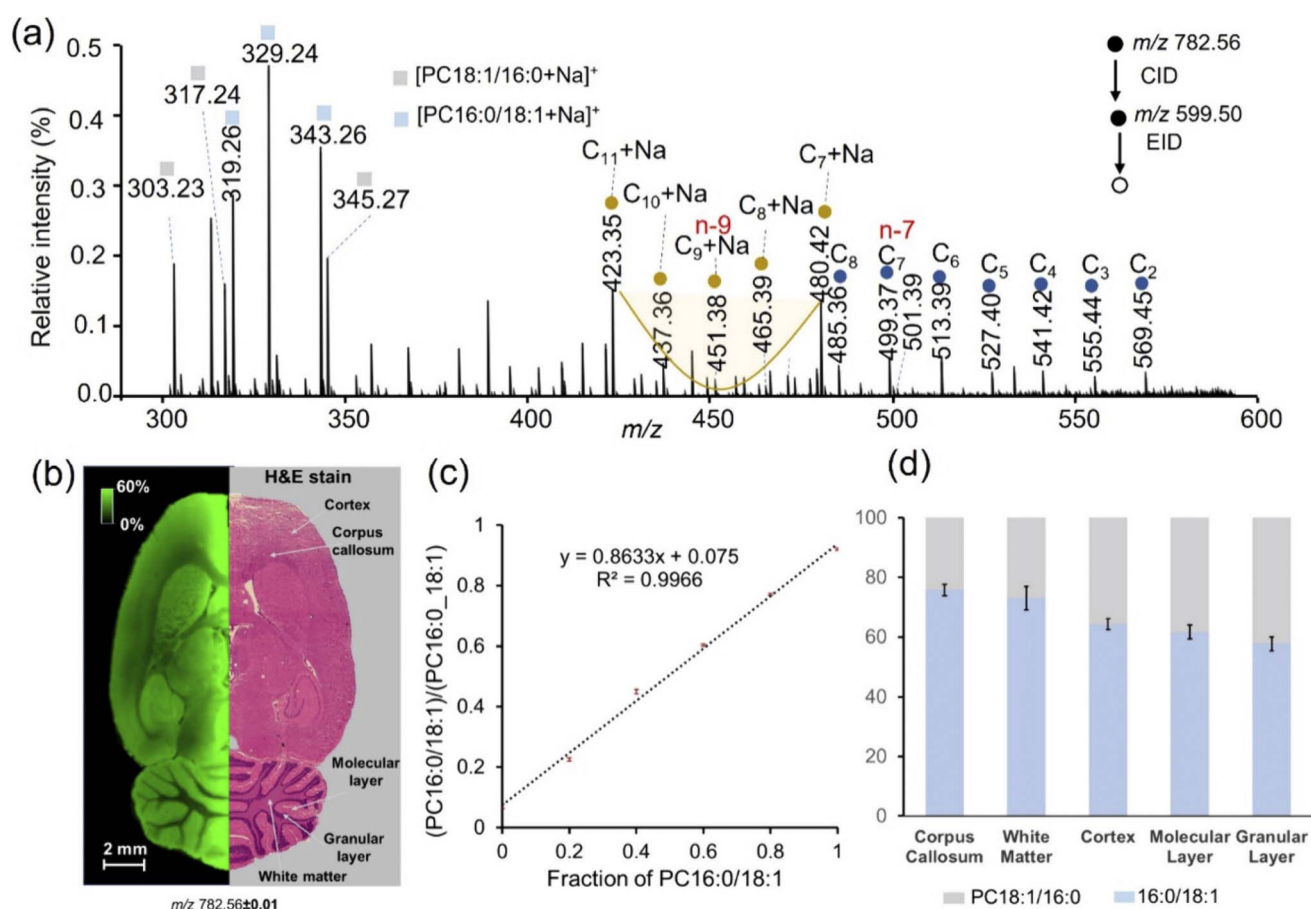 (a)
Relative intensity (%)
0.5
0.4
0.3
0.2
0.1
0.0
300
350
400
450
500
550
600
m/z
303.23
317.24
319.26
329.24
343.26
345.27
[PC18:1/16:0+Na]⁺
[PC16:0/18:1+Na]⁺
C₁₁+Na
423.35
C₁₀+Na
437.36
n-9
C₉+Na
451.38
C₈+Na
465.39
C₇+Na
480.42
C₈
485.36
n-7
C₇
499.37
501.39
C₆
513.39
C₅
527.40
C₄
541.42
C₃
555.44
C₂
569.45
m/z 782.56
CID
m/z 599.50
EID
(b)
60%
0%
H&E stain
Cortex
Corpus
callosum
Molecular
layer
Granular
layer
White matter
2 mm
m/z 782.56±0.01
(c)
(PC16:0/18:1)/(PC16:0_18:1)
1
0.8
0.6
0.4
0.2
0
y = 0.8633x + 0.075
R² = 0.9966
0
0.2
0.4
0.6
0.8
1
Fraction of PC16:0/18:1
(d)
100
80
60
40
20
0
Corpus
Callosum
White
Matter
Cortex
Molecular
Layer
Granular
Layer
PC18:1/16:0
16:0/18:1